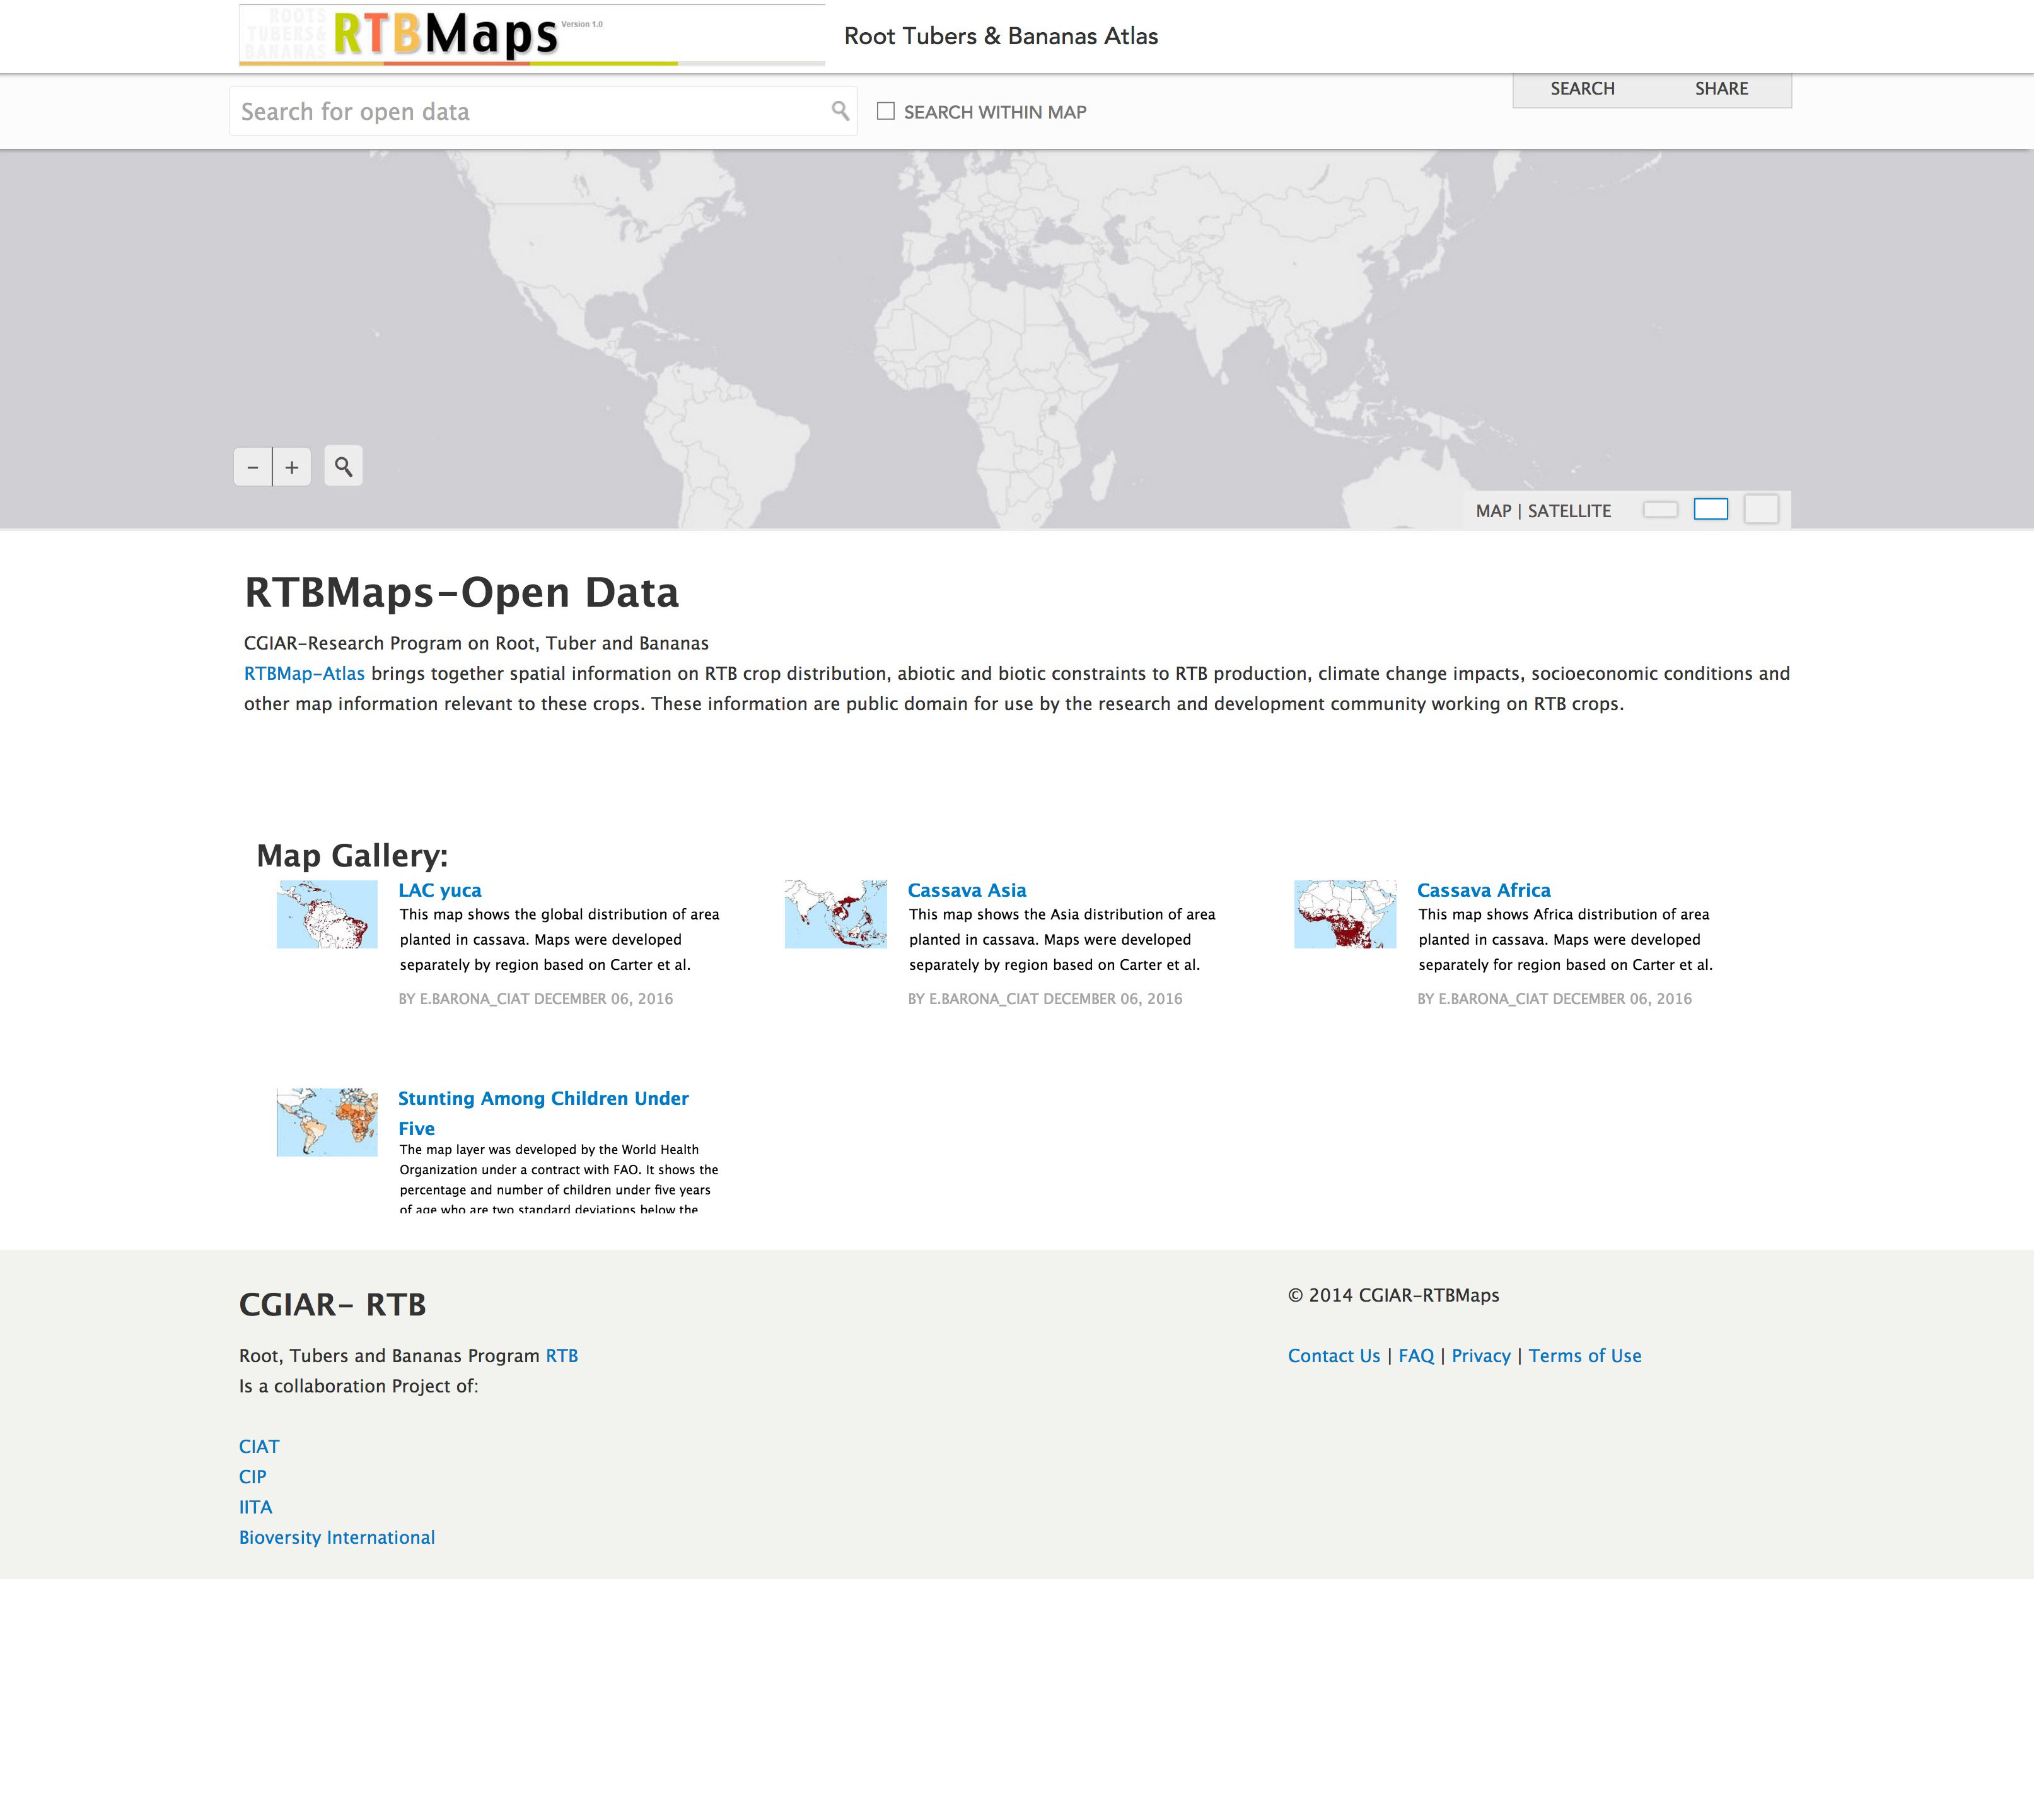 ROOTS
TUBERS&
BANANAS
RTBMaps Version 1.0
Root Tubers & Bananas Atlas
Search for open data
SEARCH WITHIN MAP
SEARCH SHARE
− +
MAP | SATELLITE
RTBMaps-Open Data
CGIAR-Research Program on Root, Tuber and Bananas
RTBMap-Atlas brings together spatial information on RTB crop distribution, abiotic and biotic constraints to RTB production, climate change impacts, socioeconomic conditions and
other map information relevant to these crops. These information are public domain for use by the research and development community working on RTB crops.
Map Gallery:
LAC yuca
This map shows the global distribution of area
planted in cassava. Maps were developed
separately by region based on Carter et al.
BY E.BARONA_CIAT DECEMBER 06, 2016
Cassava Asia
This map shows the Asia distribution of area
planted in cassava. Maps were developed
separately by region based on Carter et al.
BY E.BARONA_CIAT DECEMBER 06, 2016
Cassava Africa
This map shows Africa distribution of area
planted in cassava. Maps were developed
separately for region based on Carter et al.
BY E.BARONA_CIAT DECEMBER 06, 2016
Stunting Among Children Under
Five
The map layer was developed by the World Health
Organization under a contract with FAO. It shows the
percentage and number of children under five years
of age who are two standard deviations below the
CGIAR- RTB
Root, Tubers and Bananas Program RTB
Is a collaboration Project of:
CIAT
CIP
IITA
Bioversity International
© 2014 CGIAR-RTBMaps
Contact Us | FAQ | Privacy | Terms of Use